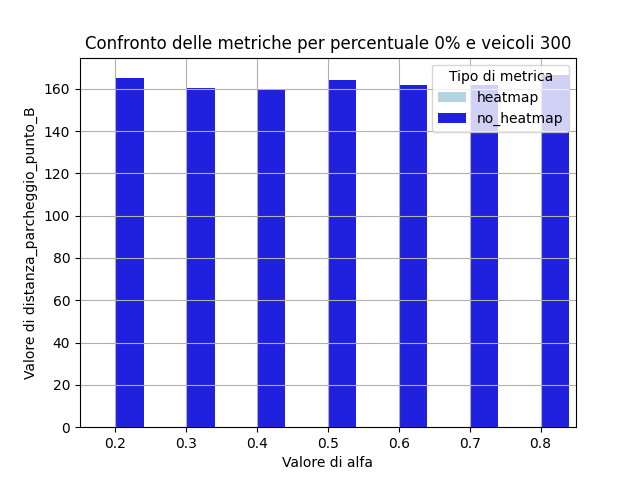 Confronto delle metriche per percentuale 0% e veicoli 300
Valore di distanza_parcheggio_punto_B
160
140
120
100
80
60
40
20
0
Tipo di metrica
heatmap
no_heatmap
0.2 0.3 0.4 0.5 0.6 0.7 0.8
Valore di alfa